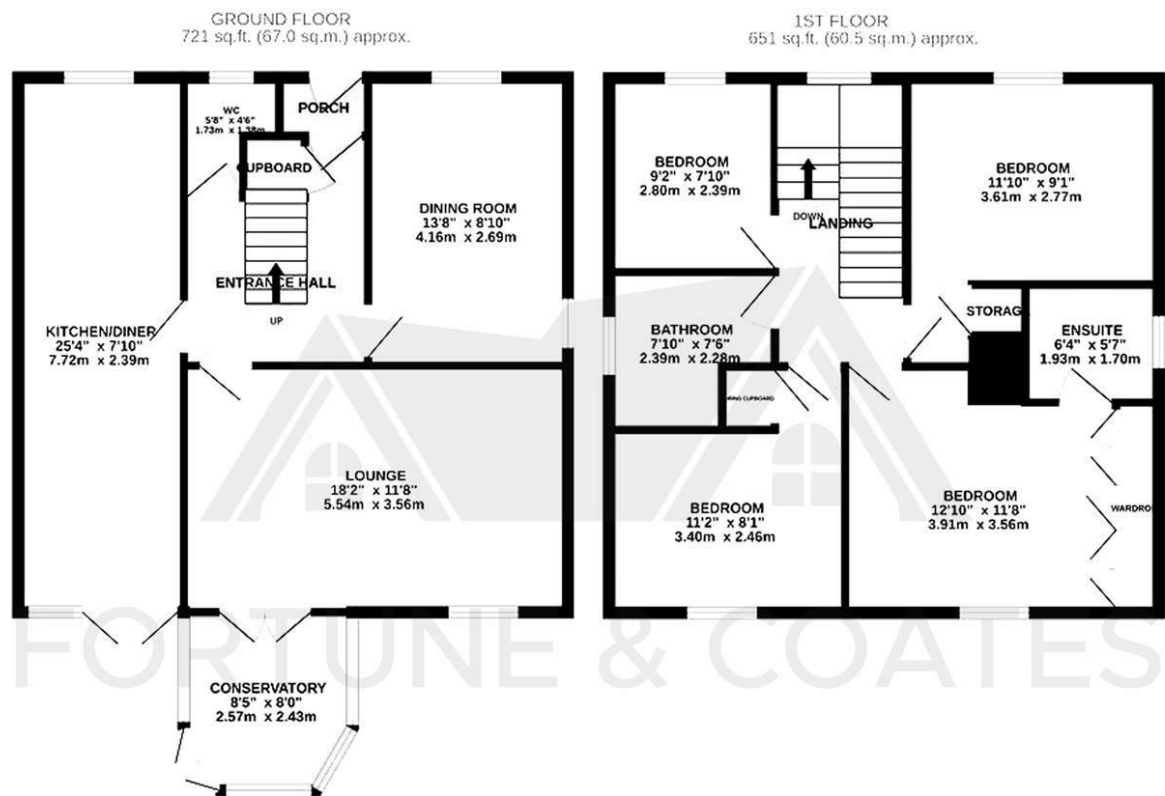 GROUND FLOOR
721 sq.ft. (67.0 sq.m.) approx.
WC
5'8" x 4'6"
1.73m x 1.38m
PORCH
CUPBOARD
DINING ROOM
13'8" x 8'10"
4.16m x 2.69m
ENTRANCE HALL
UP
KITCHEN/DINER
25'4" x 7'10"
7.72m x 2.39m
LOUNGE
18'2" x 11'8"
5.54m x 3.56m
CONSERVATORY
8'5" x 8'0"
2.57m x 2.43m
1ST FLOOR
651 sq.ft. (60.5 sq.m.) approx.
BEDROOM
9'2" x 7'10"
2.80m x 2.39m
DOWN
LANDING
BEDROOM
11'10" x 9'1"
3.61m x 2.77m
STORAG
BATHROOM
7'10" x 7'6"
2.39m x 2.28m
ENSUITE
6'4" x 5'7"
1.93m x 1.70m
CUPBOARD
BEDROOM
11'2" x 8'1"
3.40m x 2.46m
BEDROOM
12'10" x 11'8"
3.91m x 3.56m
WARDRO
FORTUNE & COATES